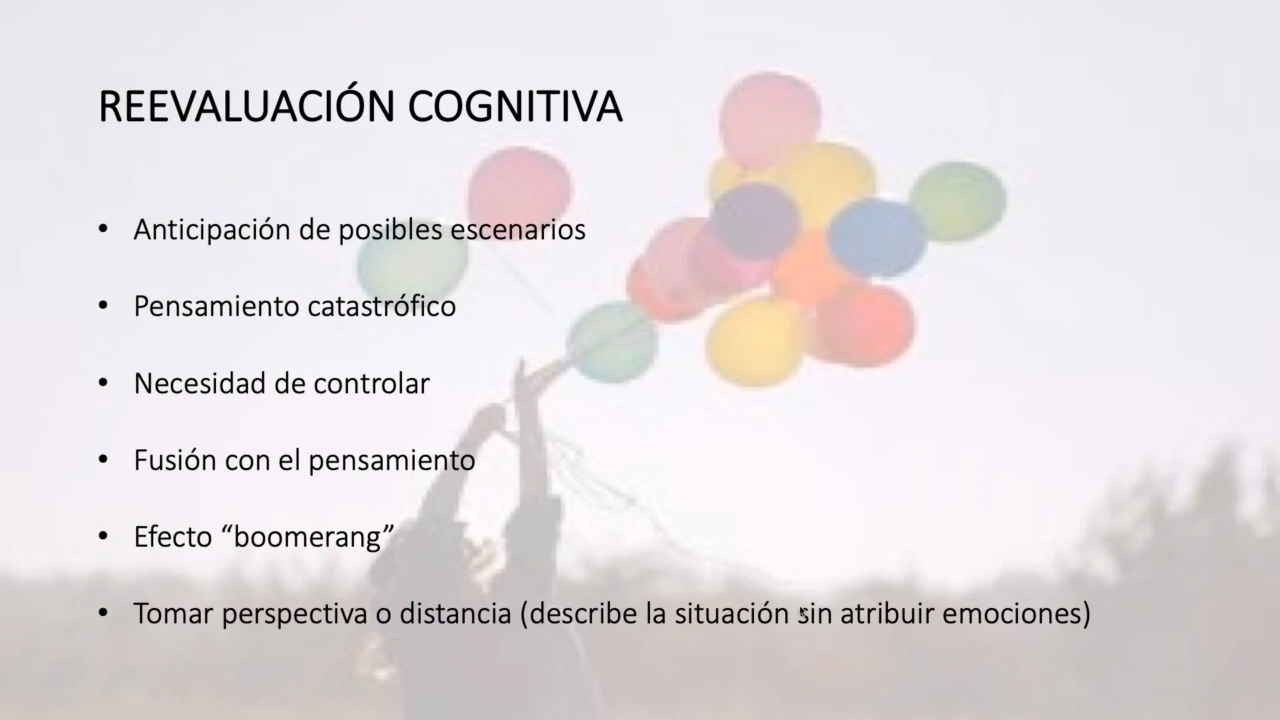 REEVALUACIÓN COGNITIVA
• Anticipación de posibles escenarios
• Pensamiento catastrófico
• Necesidad de controlar
• Fusión con el pensamiento
• Efecto “boomerang”
• Tomar perspectiva o distancia (describe la situación sin atribuir emociones)